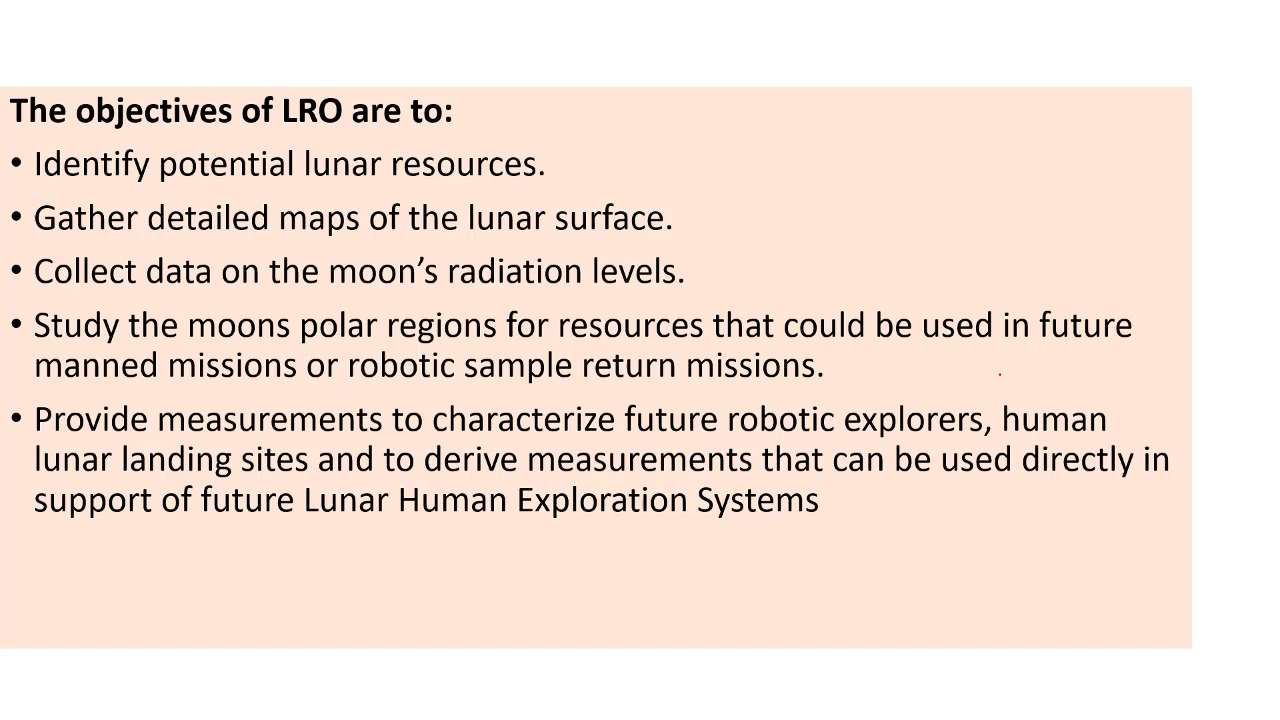 The objectives of LRO are to:
• Identify potential lunar resources.
• Gather detailed maps of the lunar surface.
• Collect data on the moon’s radiation levels.
• Study the moons polar regions for resources that could be used in future
manned missions or robotic sample return missions.
• Provide measurements to characterize future robotic explorers, human
lunar landing sites and to derive measurements that can be used directly in
support of future Lunar Human Exploration Systems